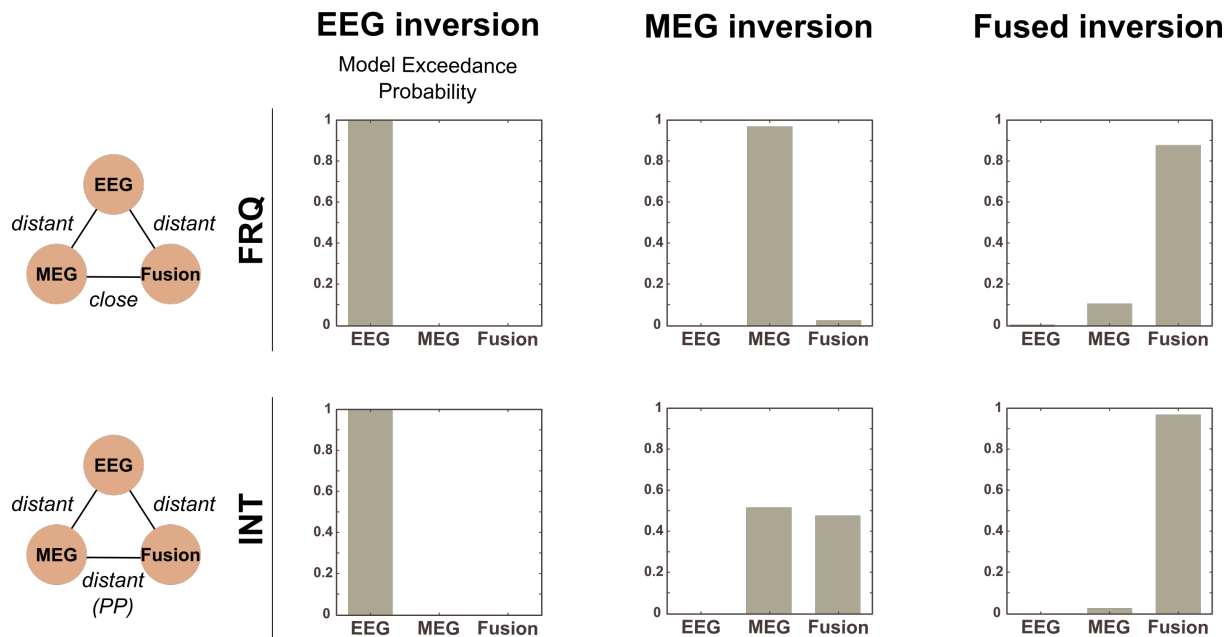 EEG inversion
MEG inversion
Fused inversion
Model Exceedance
Probability
EEG
distant
distant
MEG
Fusion
close
FRQ
1
0.8
0.6
0.4
0.2
0
EEG MEG Fusion
1
0.8
0.6
0.4
0.2
0
EEG MEG Fusion
1
0.8
0.6
0.4
0.2
0
EEG MEG Fusion
EEG
distant
distant
MEG
Fusion
distant
(PP)
INT
1
0.8
0.6
0.4
0.2
0
EEG MEG Fusion
1
0.8
0.6
0.4
0.2
0
EEG MEG Fusion
1
0.8
0.6
0.4
0.2
0
EEG MEG Fusion